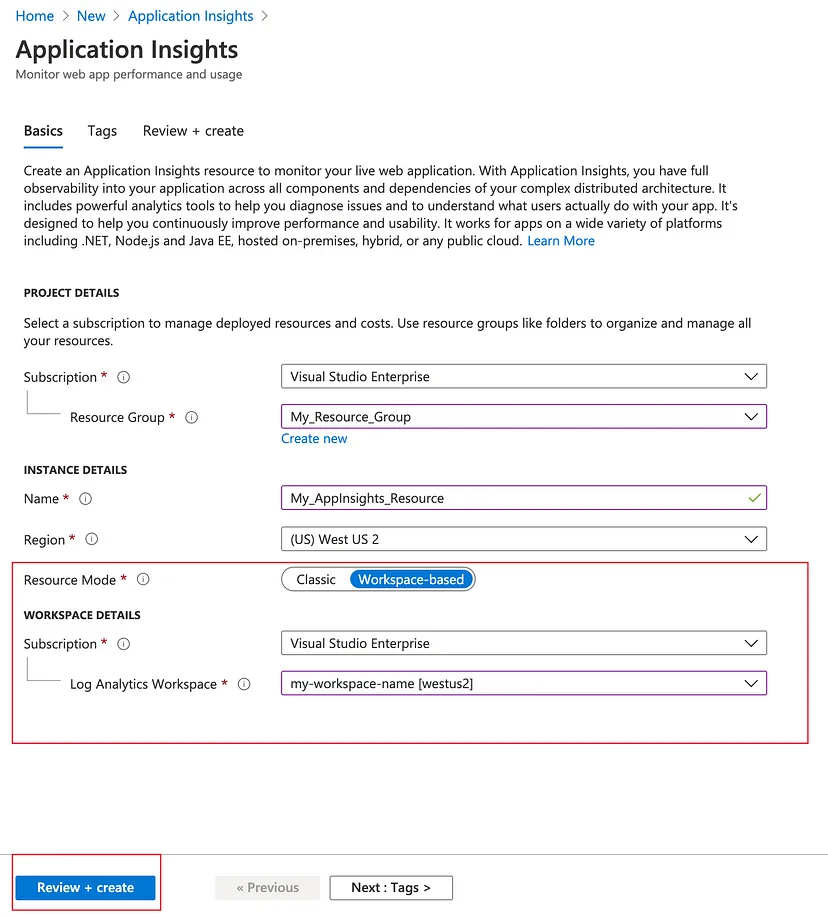 Home > New > Application Insights >
Application Insights
Monitor web app performance and usage
Basics Tags Review + create
Create an Application Insights resource to monitor your live web application. With Application Insights, you have full
observability into your application across all components and dependencies of your complex distributed architecture. It
includes powerful analytics tools to help you diagnose issues and to understand what users actually do with your app. It's
designed to help you continuously improve performance and usability. It works for apps on a wide variety of platforms
including .NET, Node.js and Java EE, hosted on-premises, hybrid, or any public cloud. Learn More
PROJECT DETAILS
Select a subscription to manage deployed resources and costs. Use resource groups like folders to organize and manage all
your resources.
Subscription * Visual Studio Enterprise
Resource Group * My_Resource_Group
Create new
INSTANCE DETAILS
Name * My_AppInsights_Resource
Region * (US) West US 2
Resource Mode * Classic Workspace-based
WORKSPACE DETAILS
Subscription * Visual Studio Enterprise
Log Analytics Workspace * my-workspace-name [westus2]
Review + create « Previous Next : Tags >